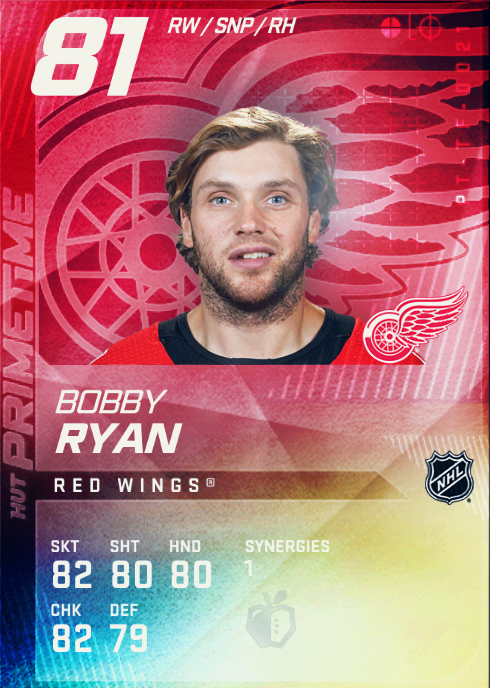 81
RW / SNP / RH
HUT PRIMETIME
BOBBY
RYAN
RED WINGS®
NHL
SKT SHT HND SYNERGIES
82 80 80 1
CHK DEF
82 79